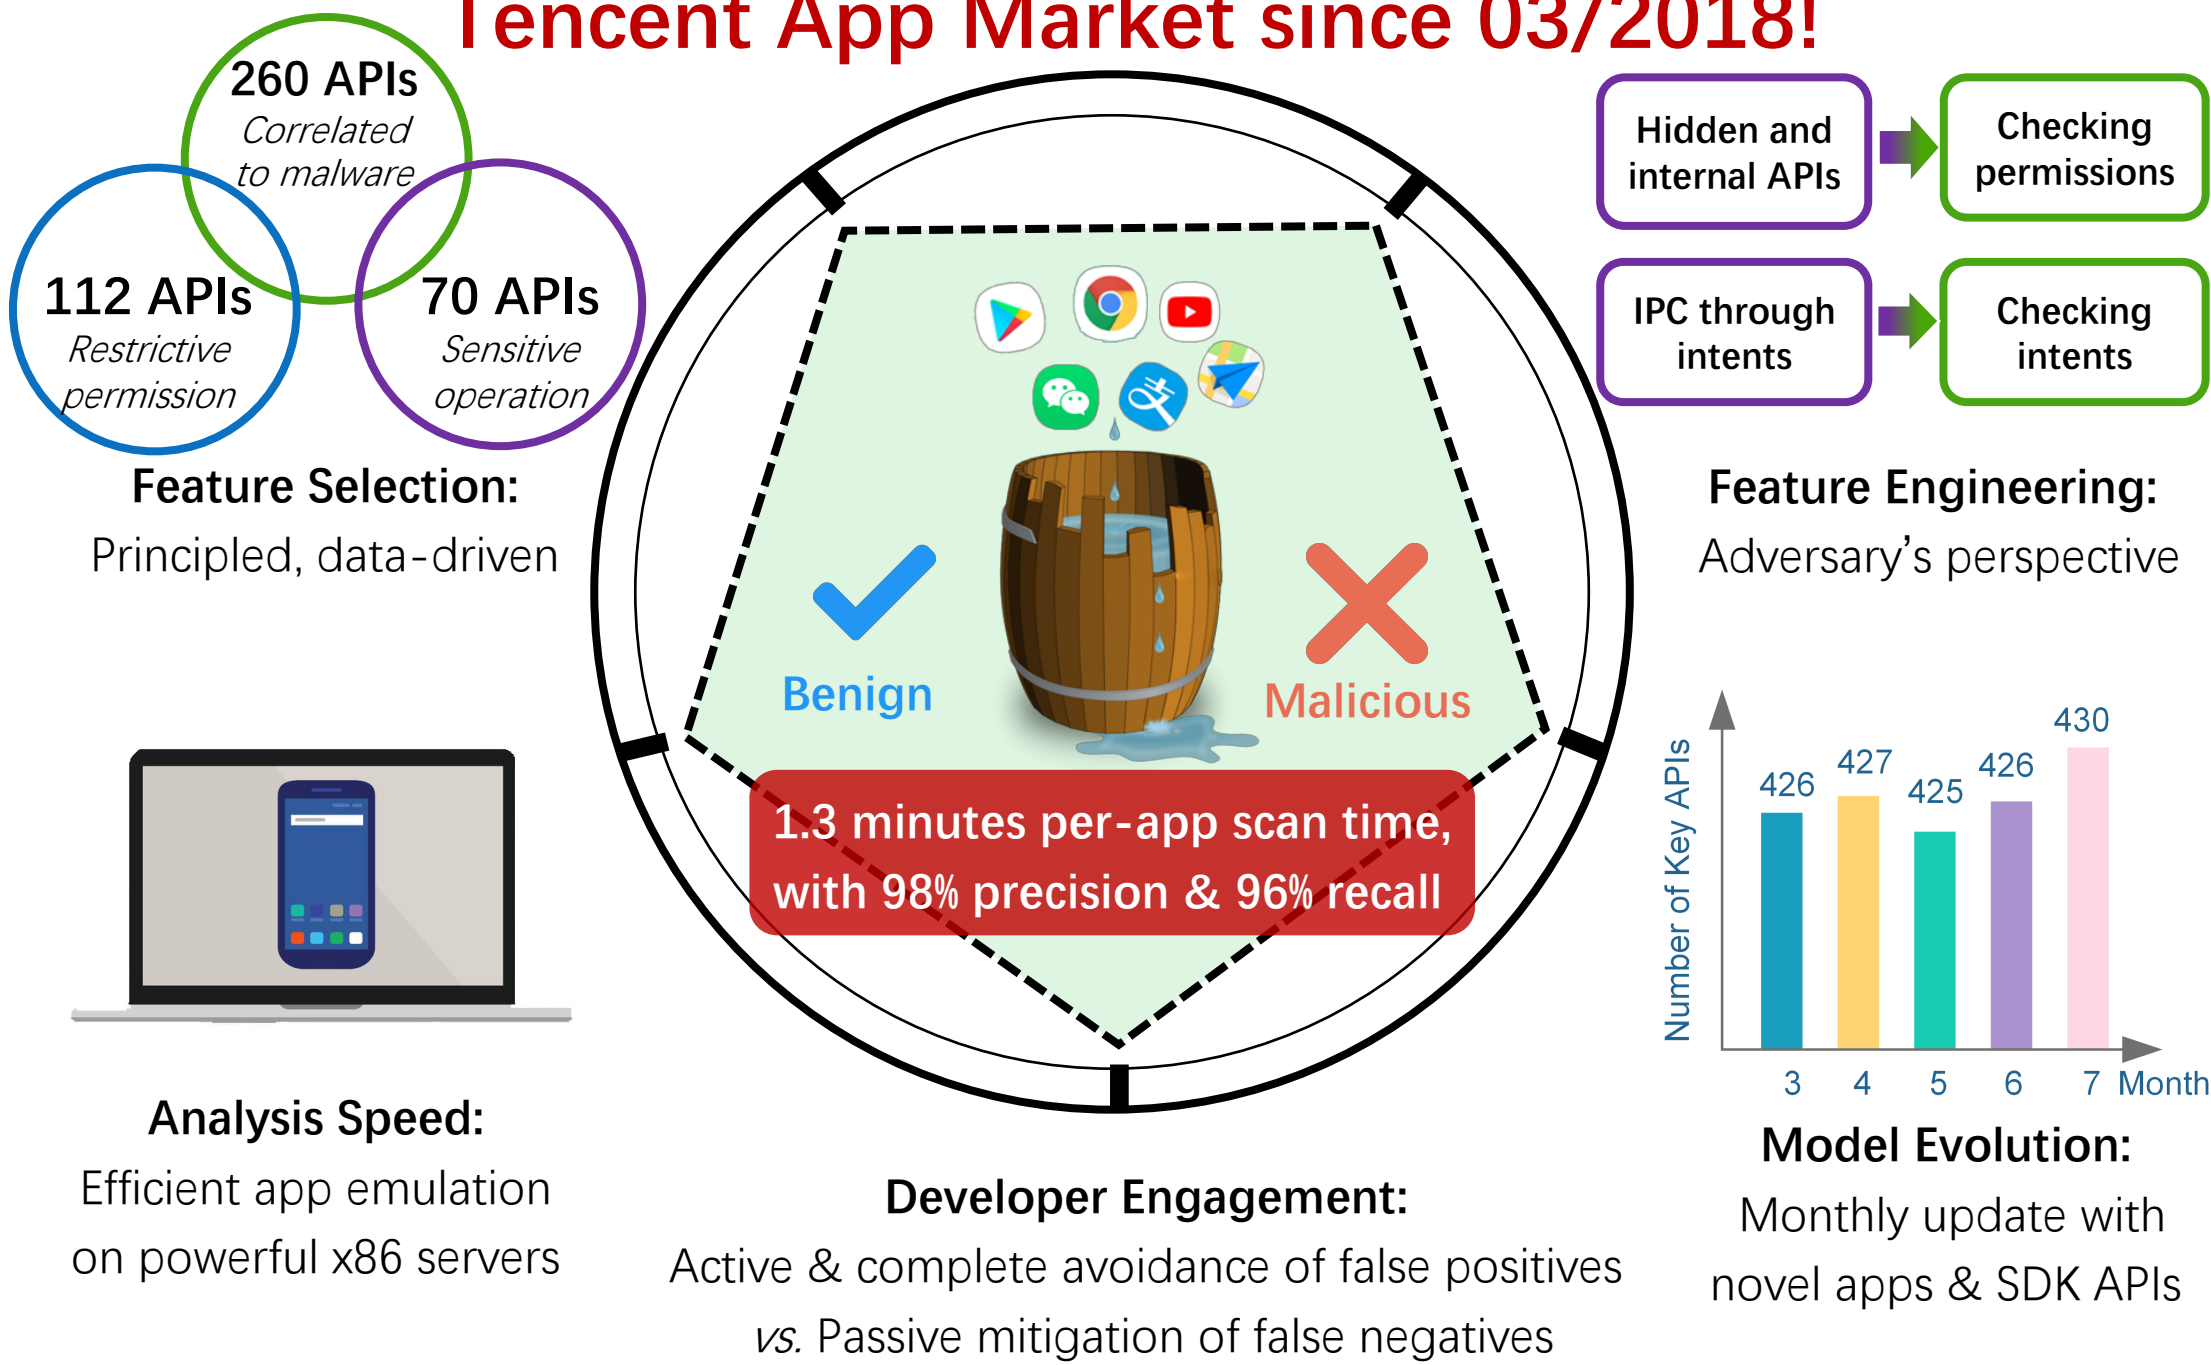 Tencent App Market since 03/2018!
260 APIs
Correlated
to malware
112 APIs
Restrictive
permission
70 APIs
Sensitive
operation
Feature Selection:
Principled, data-driven
Hidden and
internal APIs
Checking
permissions
IPC through
intents
Checking
intents
Feature Engineering:
Adversary's perspective
Benign
Malicious
1.3 minutes per-app scan time,
with 98% precision & 96% recall
Analysis Speed:
Efficient app emulation
on powerful x86 servers
Developer Engagement:
Active & complete avoidance of false positives
vs. Passive mitigation of false negatives
Number of Key APIs
426
427
425
426
430
3 4 5 6 7 Month
Model Evolution:
Monthly update with
novel apps & SDK APIs